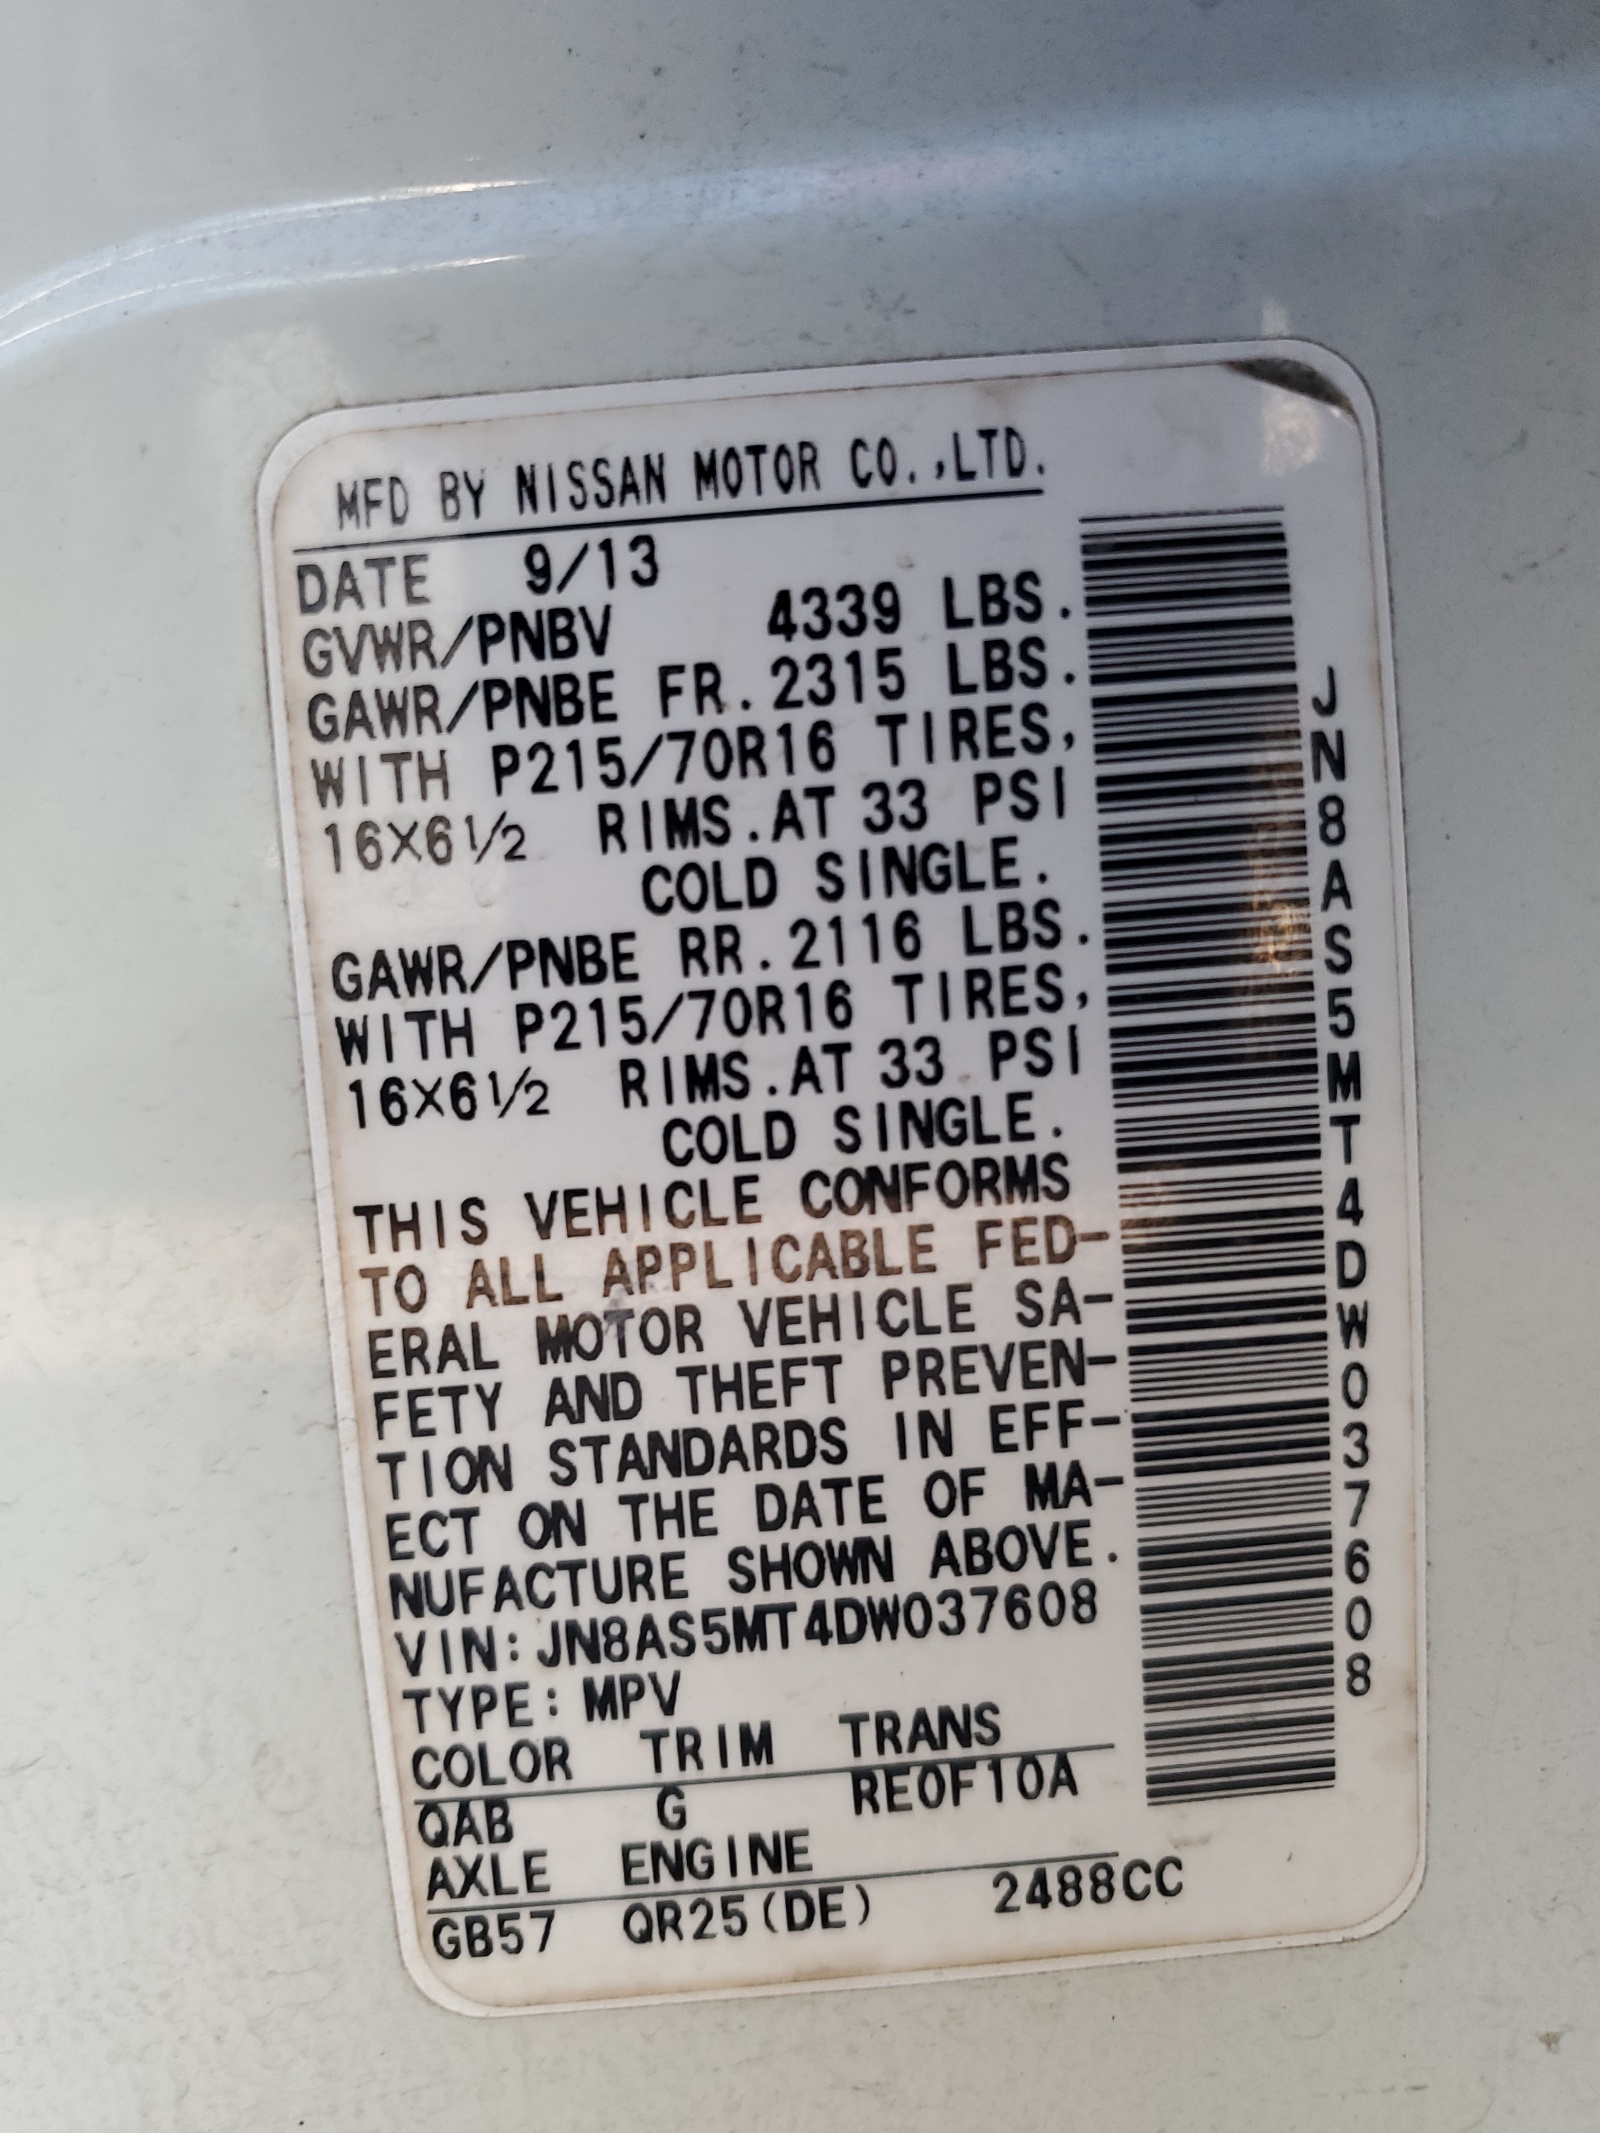 MFD BY NISSAN MOTOR CO.,LTD.
DATE 9/13
GVWR/PNBV 4339 LBS.
GAWR/PNBE FR.2315 LBS.
WITH P215/70R16 TIRES,
16X6½ RIMS.AT 33 PSI
COLD SINGLE.
GAWR/PNBE RR.2116 LBS.
WITH P215/70R16 TIRES,
16X6½ RIMS.AT 33 PSI
COLD SINGLE.
THIS VEHICLE CONFORMS
TO ALL APPLICABLE FED-
ERAL MOTOR VEHICLE SA-
FETY AND THEFT PREVEN-
TION STANDARDS IN EFF-
ECT ON THE DATE OF MA-
NUFACTURE SHOWN ABOVE.
VIN:JN8AS5MT4DW037608
TYPE:MPV
COLOR TRIM TRANS
QAB G RE0F10A
AXLE ENGINE
GB57 QR25(DE) 2488CC
JN8AS5MT4DW037608